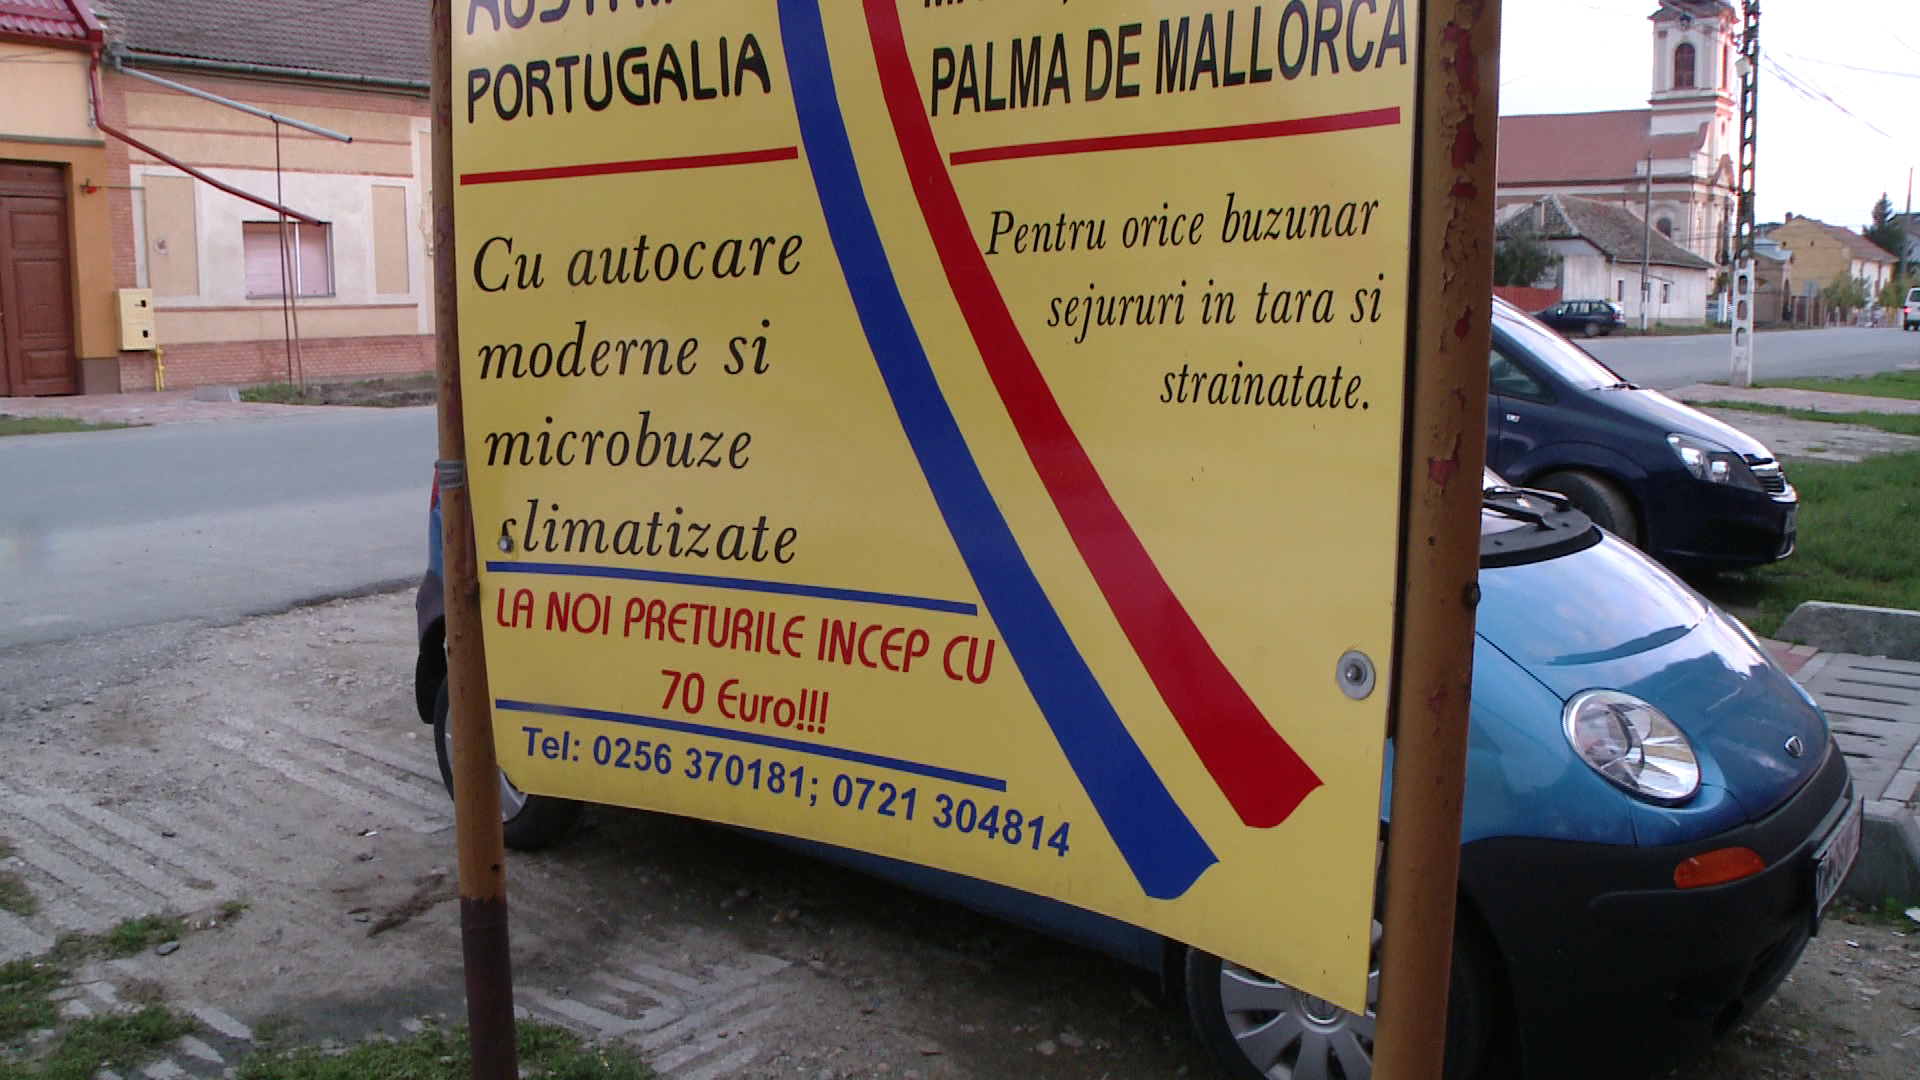 PORTUGALIA
Cu autocare
moderne si
microbuze
climatizate
LA NOI PRETURILE INCEP CU
70 Euro!!!
Tel: 0256 370181; 0721 304814
PALMA DE MALLORCA
Pentru orice buzunar
sejururi in tara si
strainatate.